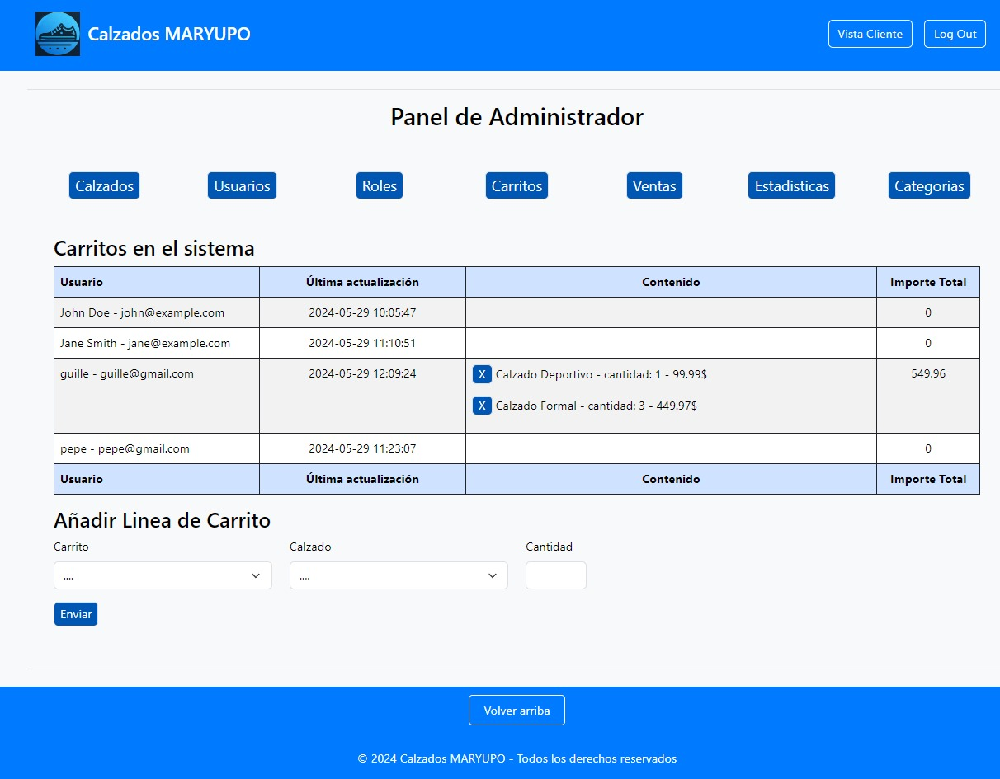 Calzados MARYUPO
Vista Cliente
Log Out
Panel de Administrador
Calzados
Usuarios
Roles
Carritos
Ventas
Estadisticas
Categorias
Carritos en el sistema
Usuario Última actualización Contenido Importe Total
John Doe - john@example.com 2024-05-29 10:05:47 0
Jane Smith - jane@example.com 2024-05-29 11:10:51 0
guille - guille@gmail.com 2024-05-29 12:09:24 X Calzado Deportivo - cantidad: 1 - 99.99$ 549.96
X Calzado Formal - cantidad: 3 - 449.97$
pepe - pepe@gmail.com 2024-05-29 11:23:07 0
Usuario Última actualización Contenido Importe Total
Añadir Linea de Carrito
Carrito Calzado Cantidad
.... ....
Enviar
Volver arriba
© 2024 Calzados MARYUPO - Todos los derechos reservados